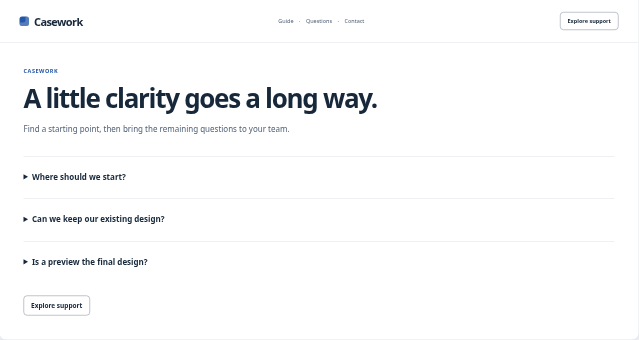 Casework
Guide · Questions · Contact
Explore support
CASEWORK
A little clarity goes a long way.
Find a starting point, then bring the remaining questions to your team.
Where should we start?
Can we keep our existing design?
Is a preview the final design?
Explore support